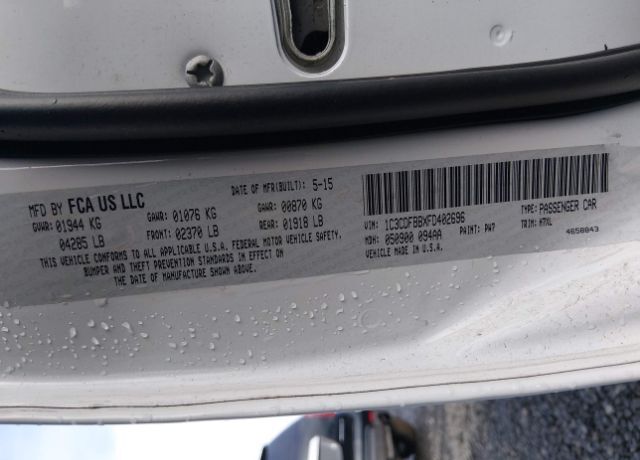 MFD BY FCA US LLC
DATE OF MFR(BUILT): 5-15
GVWR: 01944 KG
GAWR: 01076 KG
GAWR: 00870 KG
04285 LB
FRONT: 02370 LB
REAR: 01918 LB
THIS VEHICLE CONFORMS TO ALL APPLICABLE U.S.A. FEDERAL MOTOR VEHICLE SAFETY,
BUMPER AND THEFT PREVENTION STANDARDS IN EFFECT ON
THE DATE OF MANUFACTURE SHOWN ABOVE.
VIN: 1C3CDFBBXFD402696
TYPE: PASSENGER CAR
MDH: 050900 094AA
PAINT: PW7
TRIM: H7XL
VEHICLE MADE IN U.S.A.
4658843